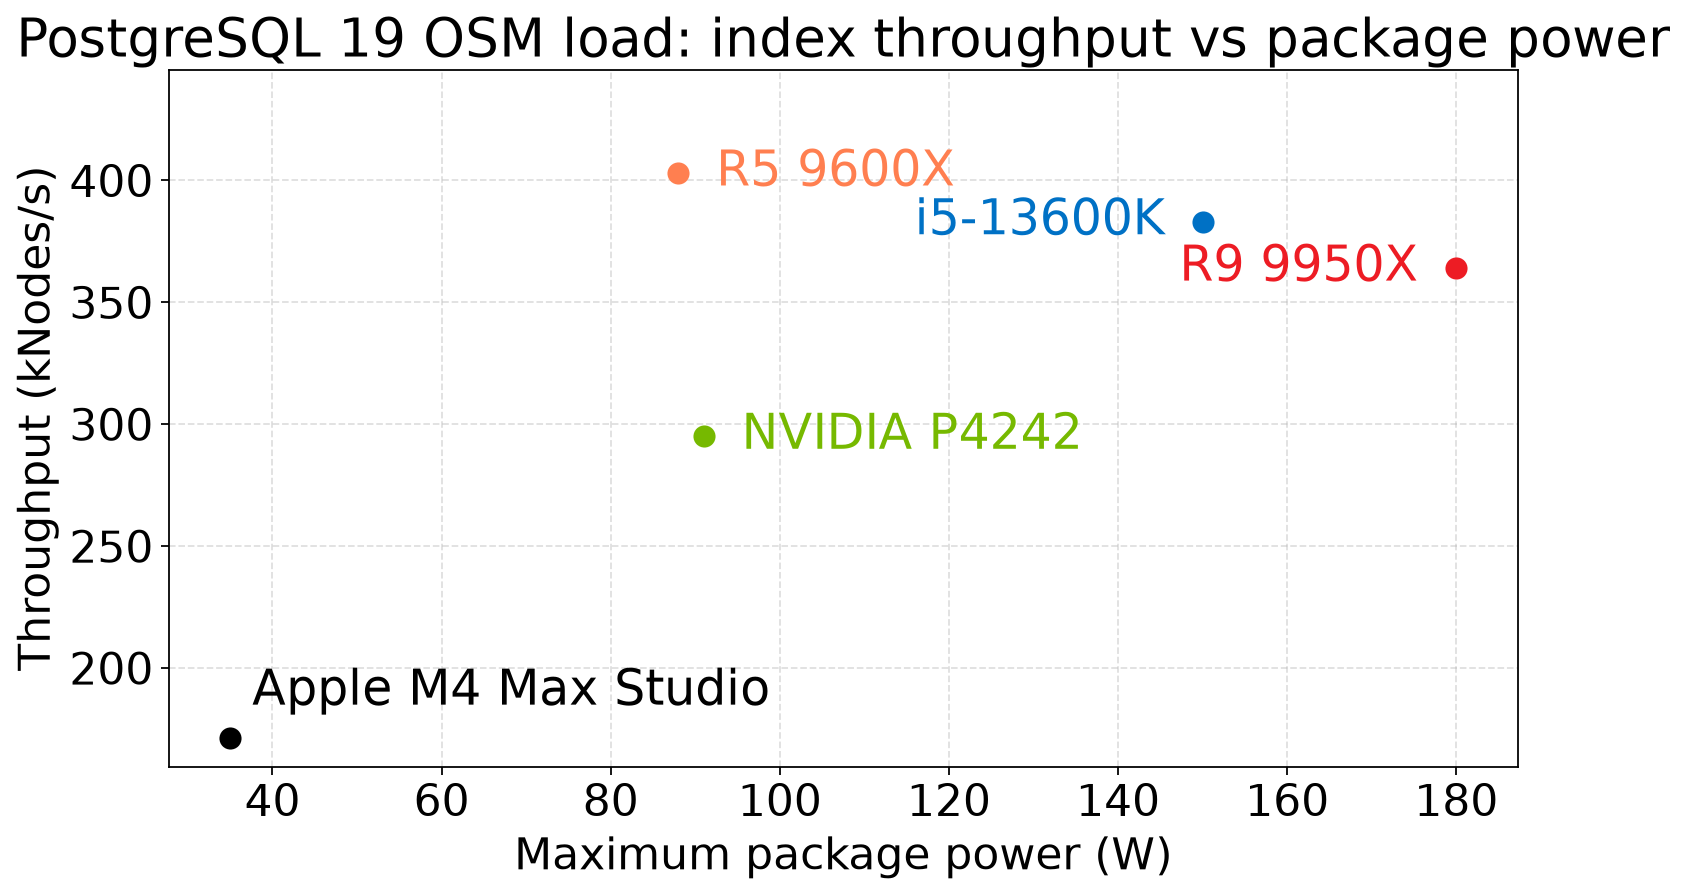 PostgreSQL 19 OSM load: index throughput vs package power
Throughput (kNodes/s)
400
350
300
250
200
R5 9600X
i5-13600K
R9 9950X
NVIDIA P4242
Apple M4 Max Studio
40 60 80 100 120 140 160 180
Maximum package power (W)